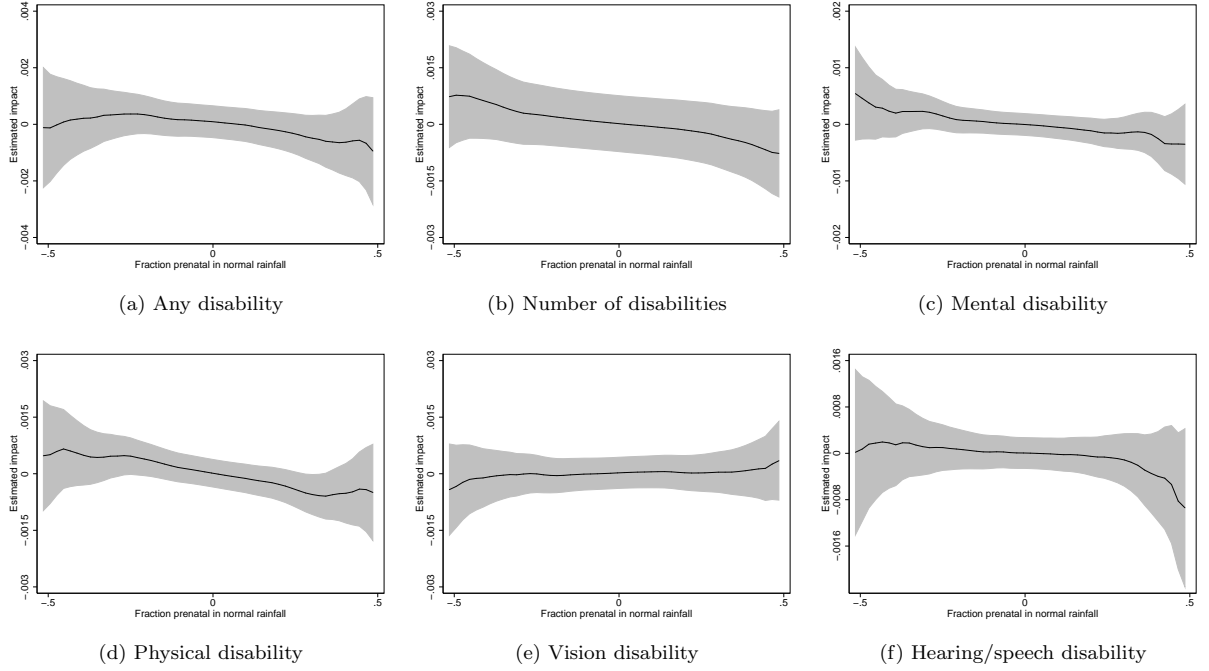 .004
.002
0
−.002
−.004
Estimated impact
−.5
0
.5
Fraction prenatal in normal rainfall
(a) Any disability
.003
.0015
0
−.0015
−.003
Estimated impact
−.5
0
.5
Fraction prenatal in normal rainfall
(b) Number of disabilities
.002
.001
0
−.001
−.002
Estimated impact
−.5
0
.5
Fraction prenatal in normal rainfall
(c) Mental disability
.003
.0015
0
−.0015
−.003
Estimated impact
−.5
0
.5
Fraction prenatal in normal rainfall
(d) Physical disability
.003
.0015
0
−.0015
−.003
Estimated impact
−.5
0
.5
Fraction prenatal in normal rainfall
(e) Vision disability
.0016
.0008
0
−.0008
−.0016
Estimated impact
−.5
0
.5
Fraction prenatal in normal rainfall
(f) Hearing/speech disability